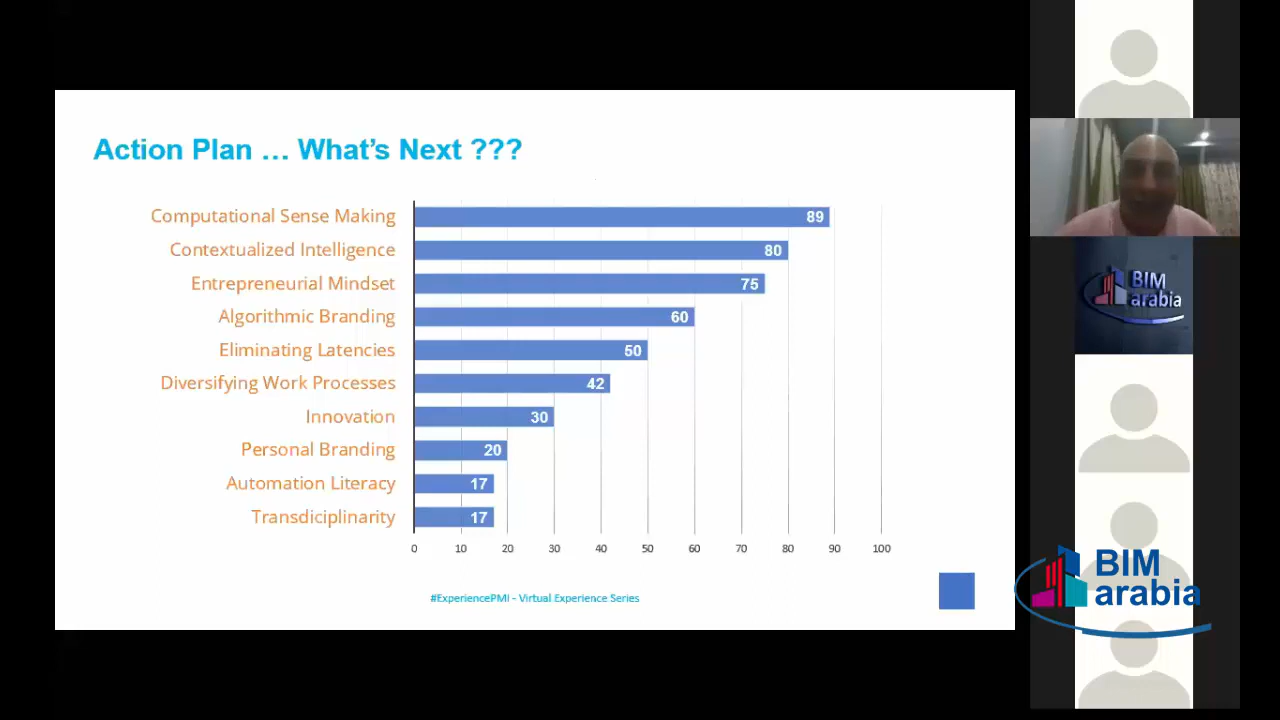 Action Plan … What's Next ???
Computational Sense Making 89
Contextualized Intelligence 80
Entrepreneurial Mindset 75
Algorithmic Branding 60
Eliminating Latencies 50
Diversifying Work Processes 42
Innovation 30
Personal Branding 20
Automation Literacy 17
Transdiciplinarity 17
0 10 20 30 40 50 60 70 80 90 100
#ExperiencePMI - Virtual Experience Series
BIM
arabia
BIM
arabia